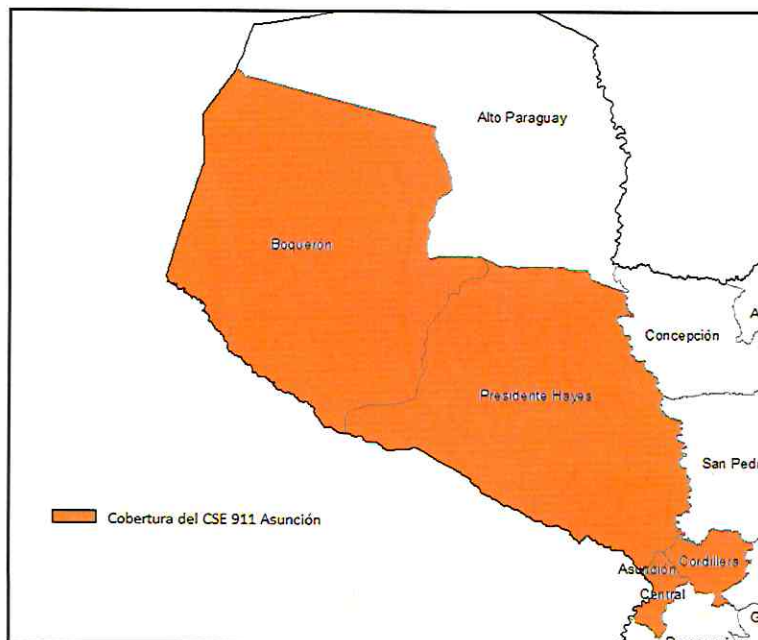 Alto Paraguay
Boquerón
Concepción
Presidente Hayes
San Pedr
Cobertura del CSE 911 Asunción
Asunción
Cordillera
Central